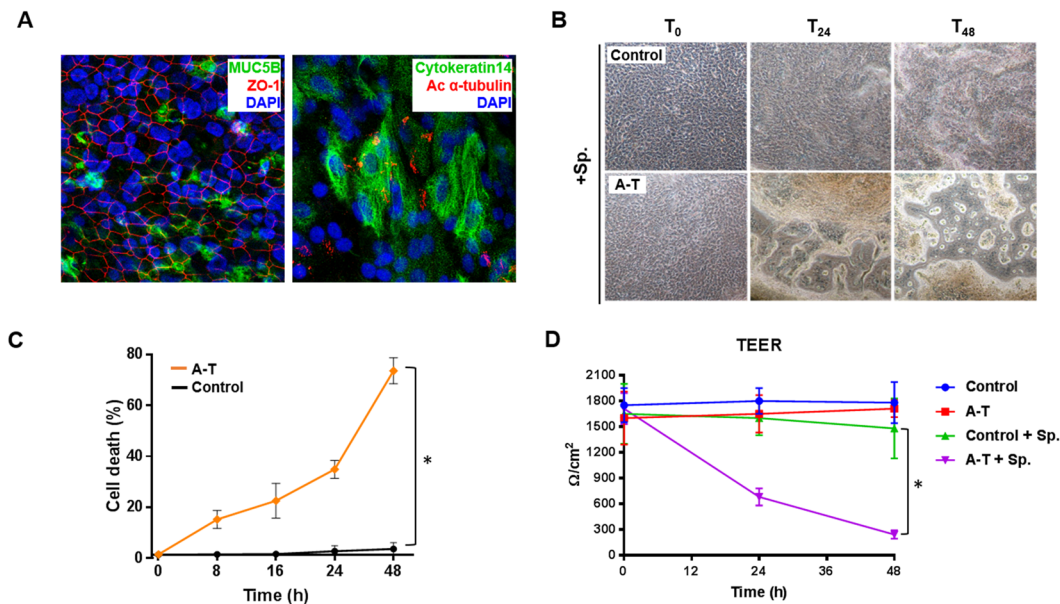 A
MUC5B
ZO-1
DAPI
Cytokeratin14
Ac α-tubulin
DAPI
B
T0 T24 T48
+Sp.
Control
A-T
C
A-T
Control
Cell death (%)
80
60
40
20
0
0 8 16 24 48
Time (h)
*
D
TEER
Ω/cm²
2100
1800
1500
1200
900
600
300
0
0 12 24 36 48
Time (h)
*
Control
A-T
Control + Sp.
A-T + Sp.